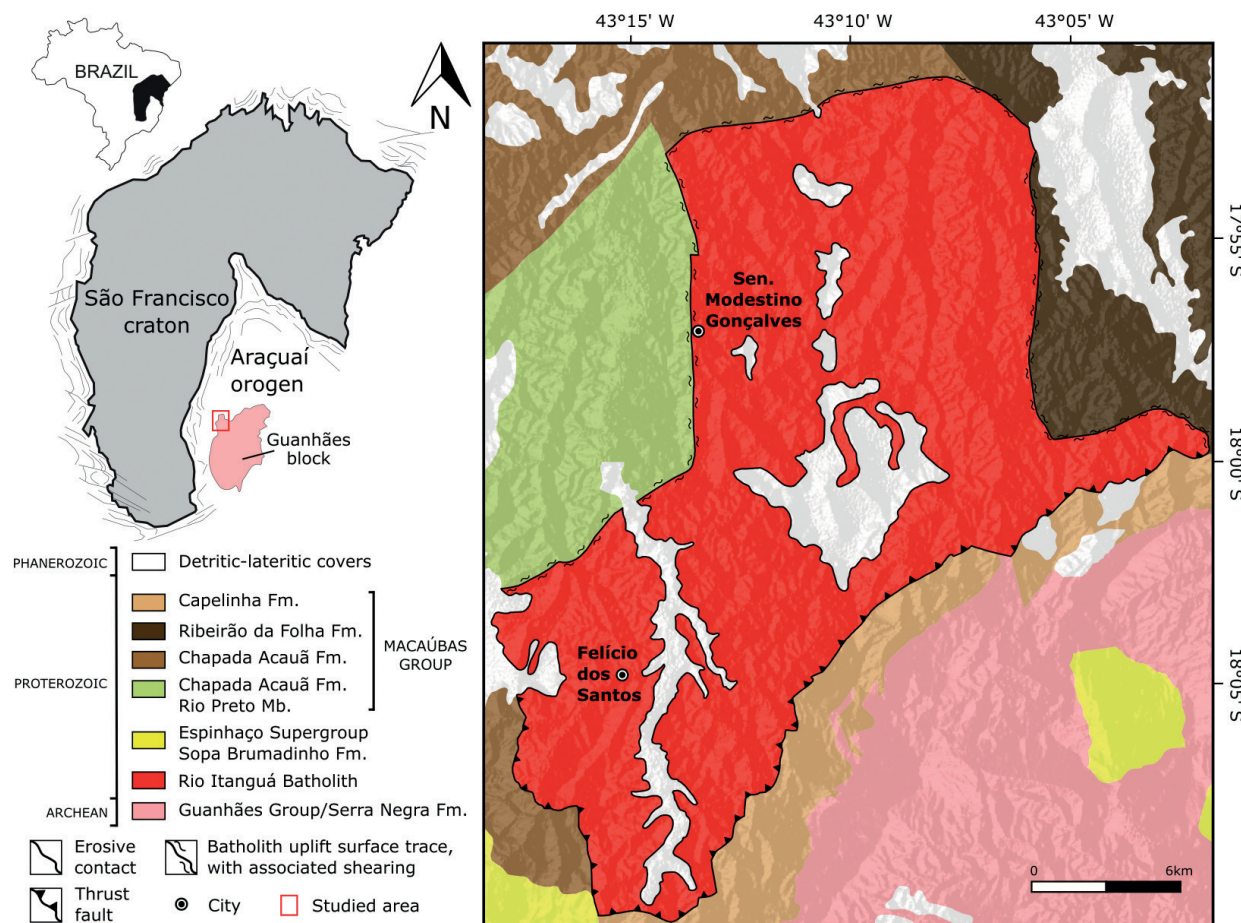 BRAZIL
N
São Francisco
craton
Araçuaí
orogen
Guanhães
block
PHANEROZOIC
Detritic-lateritic covers
Capelinha Fm.
Ribeirão da Folha Fm.
Chapada Acauã Fm.
MACAÚBAS
GROUP
PROTEROZOIC
Chapada Acauã Fm.
Rio Preto Mb.
Espinhaço Supergroup
Sopa Brumadinho Fm.
Rio Itanguá Batholith
ARCHEAN
Guanhães Group/Serra Negra Fm.
Erosive
contact
Batholith uplift surface trace,
with associated shearing
Thrust
fault
City
Studied area
43°15' W
43°10' W
43°05' W
17°55' S
18°00' S
18°05' S
Sen.
Modestino
Gonçalves
Felício
dos
Santos
0
6km